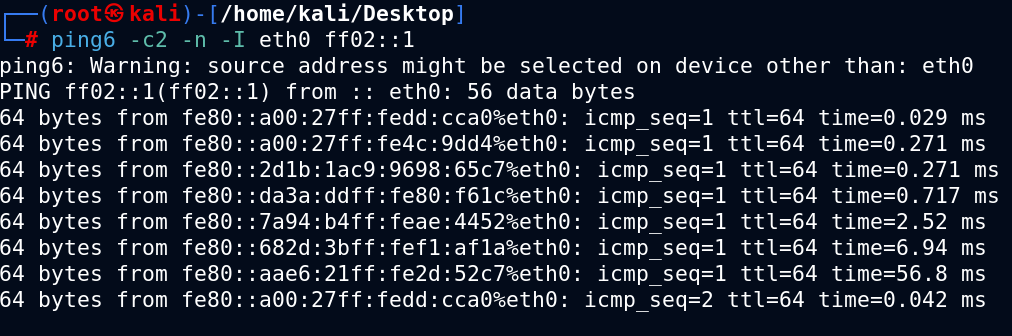 ┌──(root㉿kali)-[/home/kali/Desktop]
└─# ping6 -c2 -n -I eth0 ff02::1
ping6: Warning: source address might be selected on device other than: eth0
PING ff02::1(ff02::1) from :: eth0: 56 data bytes
64 bytes from fe80::a00:27ff:fedd:cca0%eth0: icmp_seq=1 ttl=64 time=0.029 ms
64 bytes from fe80::a00:27ff:fe4c:9dd4%eth0: icmp_seq=1 ttl=64 time=0.271 ms
64 bytes from fe80::2d1b:1ac9:9698:65c7%eth0: icmp_seq=1 ttl=64 time=0.271 ms
64 bytes from fe80::da3a:ddff:fe80:f61c%eth0: icmp_seq=1 ttl=64 time=0.717 ms
64 bytes from fe80::7a94:b4ff:feae:4452%eth0: icmp_seq=1 ttl=64 time=2.52 ms
64 bytes from fe80::682d:3bff:fef1:af1a%eth0: icmp_seq=1 ttl=64 time=6.94 ms
64 bytes from fe80::aae6:21ff:fe2d:52c7%eth0: icmp_seq=1 ttl=64 time=56.8 ms
64 bytes from fe80::a00:27ff:fedd:cca0%eth0: icmp_seq=2 ttl=64 time=0.042 ms